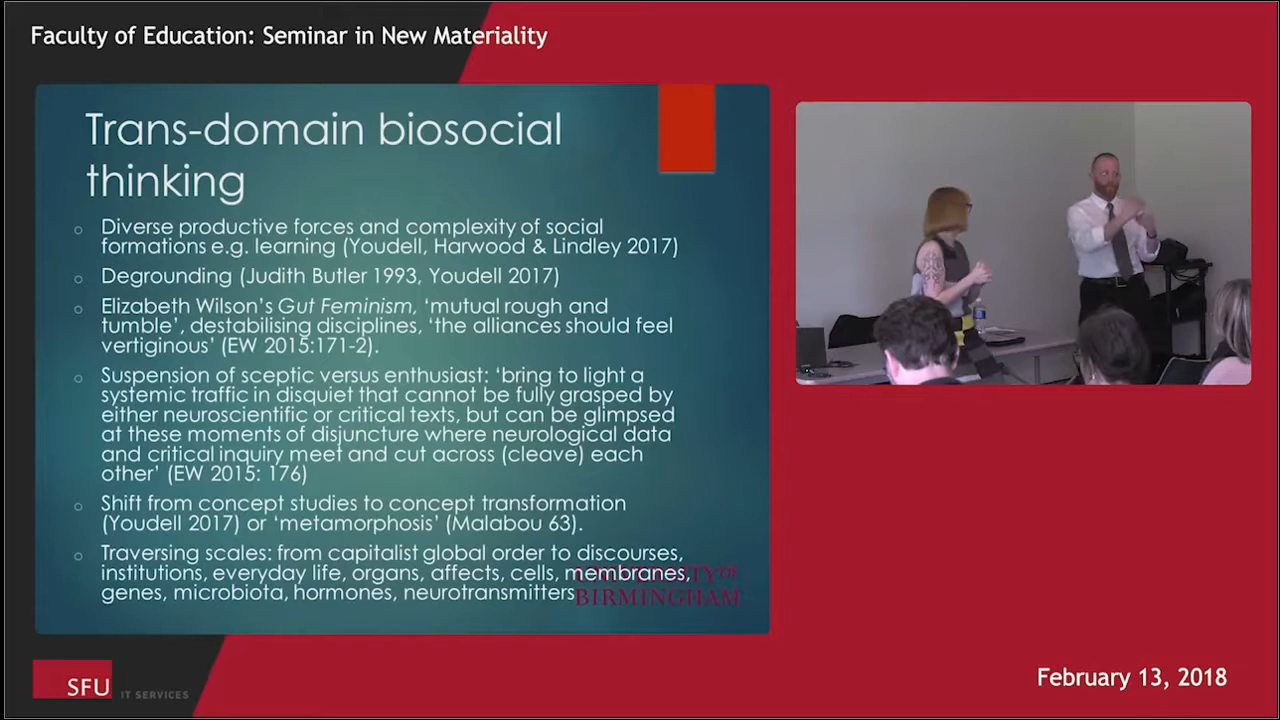 Faculty of Education: Seminar in New Materiality
Trans-domain biosocial
thinking
Diverse productive forces and complexity of social
formations e.g. learning (Youdell, Harwood & Lindley 2017)
Degrounding (Judith Butler 1993, Youdell 2017)
Elizabeth Wilson's Gut Feminism, 'mutual rough and
tumble', destabilising disciplines, 'the alliances should feel
vertiginous' (EW 2015:171-2).
Suspension of sceptic versus enthusiast: 'bring to light a
systemic traffic in disquiet that cannot be fully grasped by
either neuroscientific or critical texts, but can be glimpsed
at these moments of disjuncture where neurological data
and critical inquiry meet and cut across (cleave) each
other' (EW 2015: 176)
Shift from concept studies to concept transformation
(Youdell 2017) or 'metamorphosis' (Malabou 63).
Traversing scales: from capitalist global order to discourses,
institutions, everyday life, organs, affects, cells, membranes,
genes, microbiota, hormones, neurotransmitters
UNIVERSITY OF
BIRMINGHAM
SFU IT SERVICES
February 13, 2018